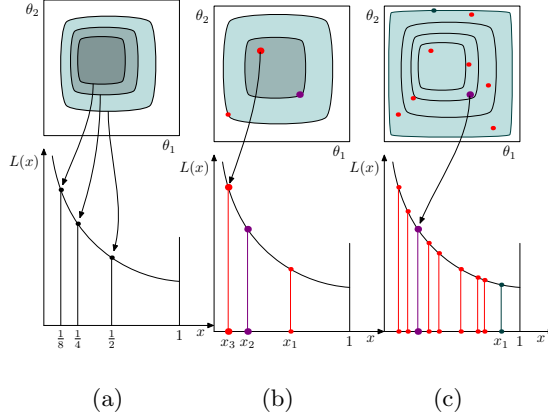 θ₂ θ₂ θ₂
θ₁ θ₁ θ₁
L(x) L(x) L(x)
1/8 1/4 1/2 1 x x₃ x₂ x₁ 1 x x₁ 1
(a) (b) (c)